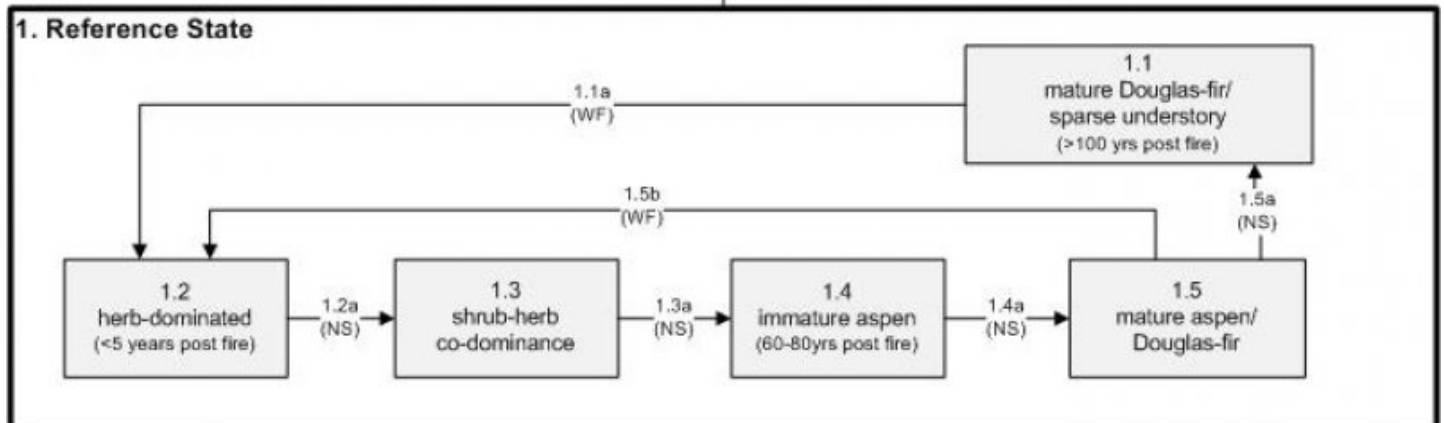 1. Reference State
1.1
mature Douglas-fir/
sparse understory
(>100 yrs post fire)
1.1a
(WF)
1.5b
(WF)
1.5a
(NS)
1.2
herb-dominated
(<5 years post fire)
1.2a
(NS)
1.3
shrub-herb
co-dominance
1.3a
(NS)
1.4
immature aspen
(60-80yrs post fire)
1.4a
(NS)
1.5
mature aspen/
Douglas-fir